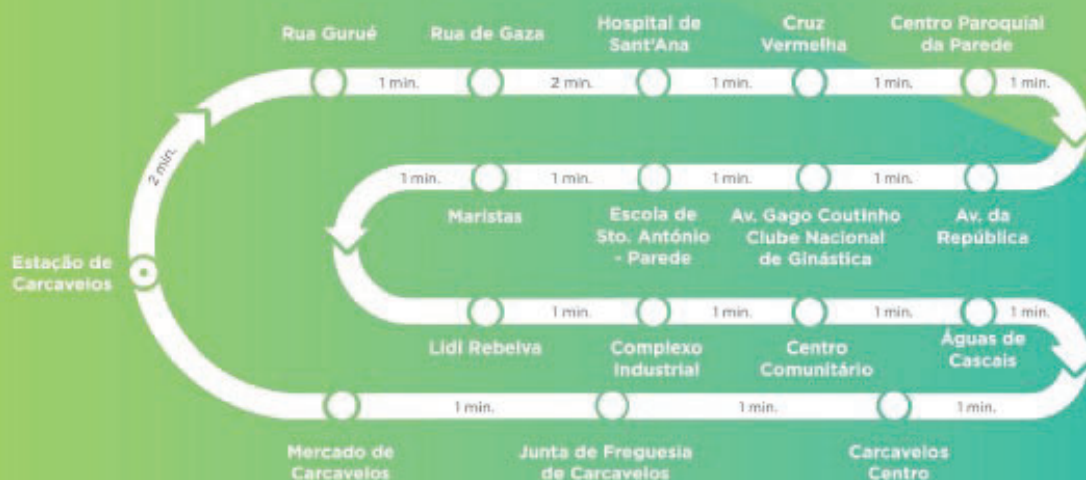 Rua Gurué
Rua de Gaza
Hospital de
Sant'Ana
Cruz
Vermelha
Centro Paroquial
da Parede
1 min.
2 min.
1 min.
1 min.
1 min.
2 min.
1 min.
1 min.
1 min.
1 min.
Maristas
Escola de
Sto. António
- Parede
Av. Gago Coutinho
Clube Nacional
de Ginástica
Av. da
República
Estação de
Carcavelos
1 min.
1 min.
1 min.
1 min.
Lidl Rebelva
Complexo
Industrial
Centro
Comunitário
Águas de
Cascais
1 min.
1 min.
1 min.
Mercado de
Carcavelos
Junta de Freguesia
de Carcavelos
Carcavelos
Centro